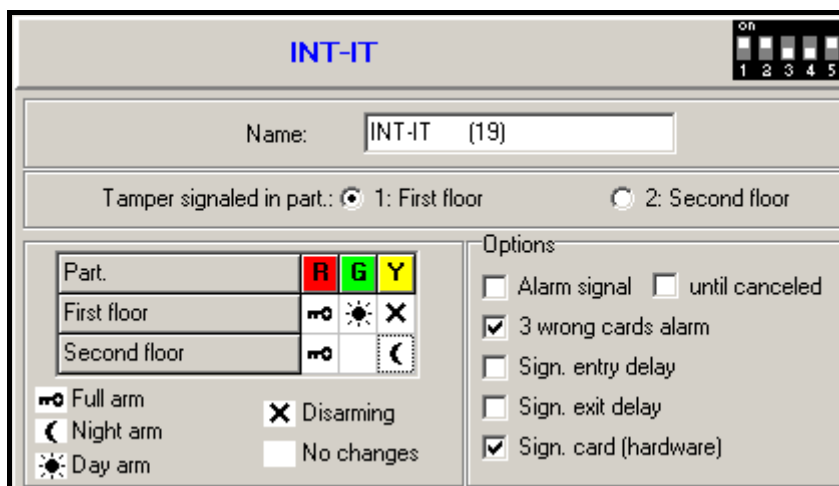 INT-IT
on
1 2 3 4 5
Name: INT-IT (19)
Tamper signaled in part.: 1: First floor 2: Second floor
Part. R G Y
First floor
Second floor
Full arm
Night arm
Day arm
Disarming
No changes
Options
Alarm signal until canceled
3 wrong cards alarm
Sign. entry delay
Sign. exit delay
Sign. card (hardware)